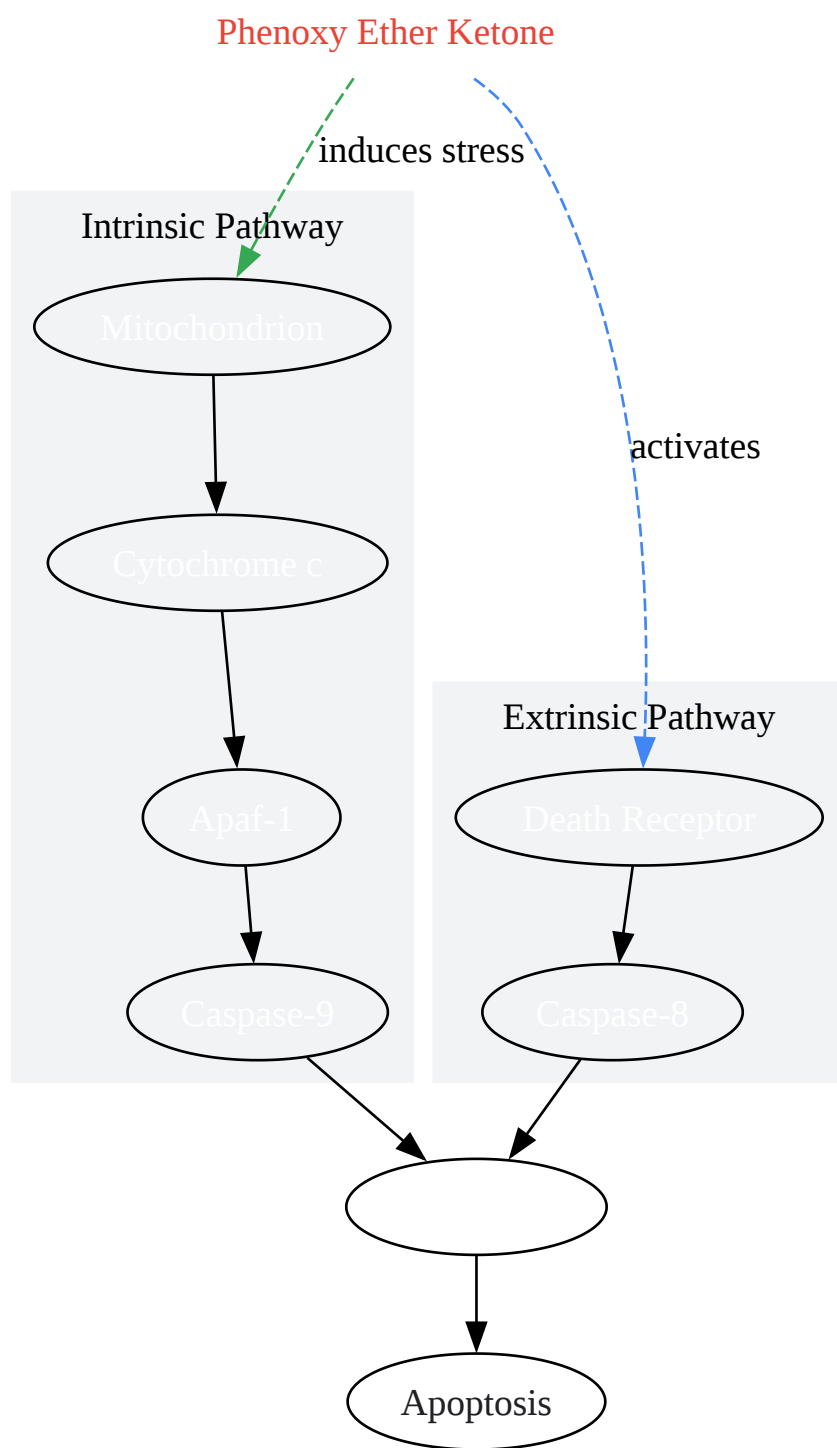 Phenoxy Ether Ketone
induces stress
Intrinsic Pathway
Mitochondrion
activates
Cytochrome c
Extrinsic Pathway
Apaf-1
Death Receptor
Caspase-9
Caspase-8
Apoptosis